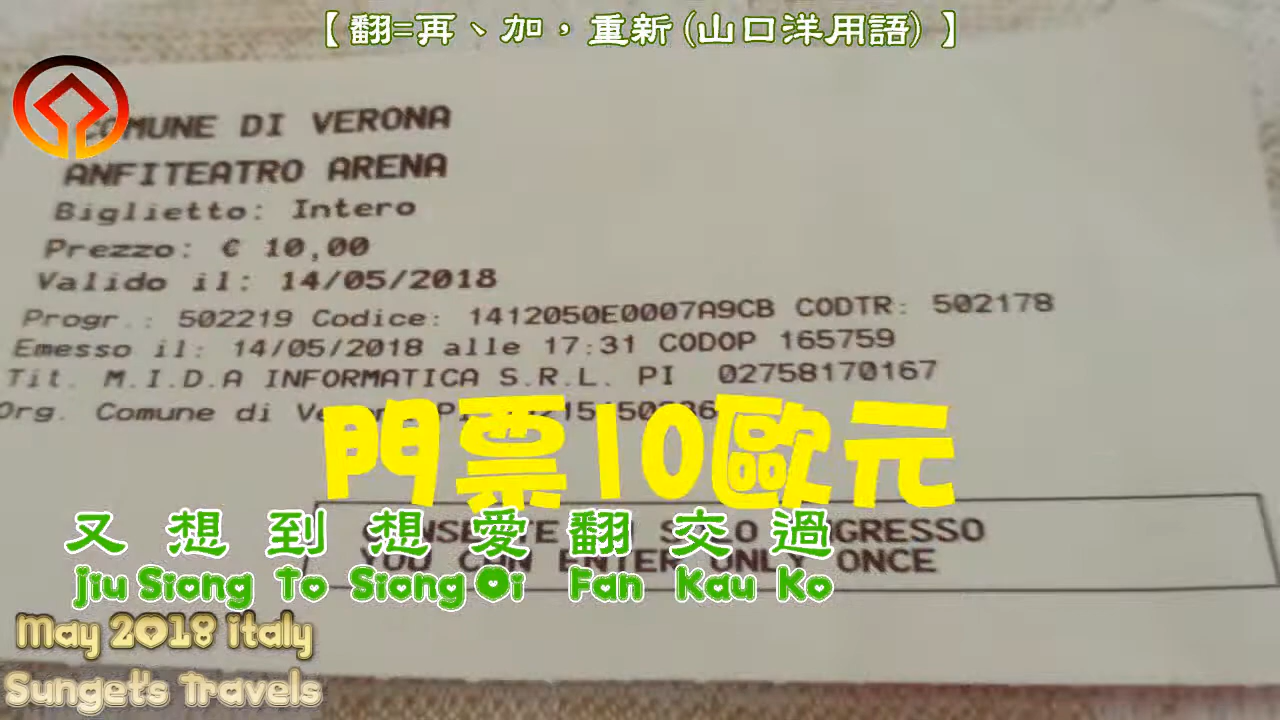 【翻=再、加，重新(山口洋用語)】
COMUNE DI VERONA
ANFITEATRO ARENA
Biglietto: Intero
Prezzo: € 10,00
Valido il: 14/05/2018
Progr.: 502219 Codice: 1412050E0007A9CB CODTR: 502178
Emesso il: 14/05/2018 alle 17:31 CODOP 165759
Tit. M.I.D.A INFORMATICA S.R.L. PI 02758170167
Org. Comune di
門票10歐元
又想到想愛翻交過
YOU CAN ENTER ONLY ONCE
Jiu Siong To Siong Oi Fan Kau Ko
May 2018 italy
Sunget's Travels